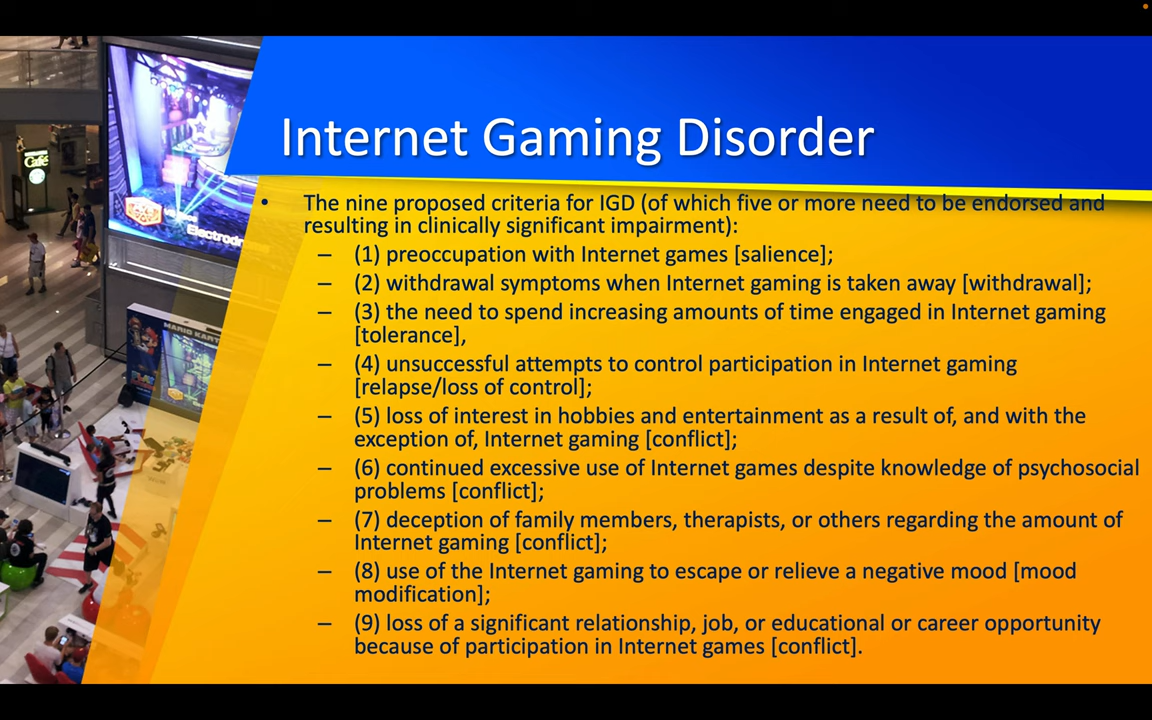 Internet Gaming Disorder
• The nine proposed criteria for IGD (of which five or more need to be endorsed and
resulting in clinically significant impairment):
– (1) preoccupation with Internet games [salience];
– (2) withdrawal symptoms when Internet gaming is taken away [withdrawal];
– (3) the need to spend increasing amounts of time engaged in Internet gaming
[tolerance],
– (4) unsuccessful attempts to control participation in Internet gaming
[relapse/loss of control];
– (5) loss of interest in hobbies and entertainment as a result of, and with the
exception of, Internet gaming [conflict];
– (6) continued excessive use of Internet games despite knowledge of psychosocial
problems [conflict];
– (7) deception of family members, therapists, or others regarding the amount of
Internet gaming [conflict];
– (8) use of the Internet gaming to escape or relieve a negative mood [mood
modification];
– (9) loss of a significant relationship, job, or educational or career opportunity
because of participation in Internet games [conflict].
Café
Electrodr
MARIO KART